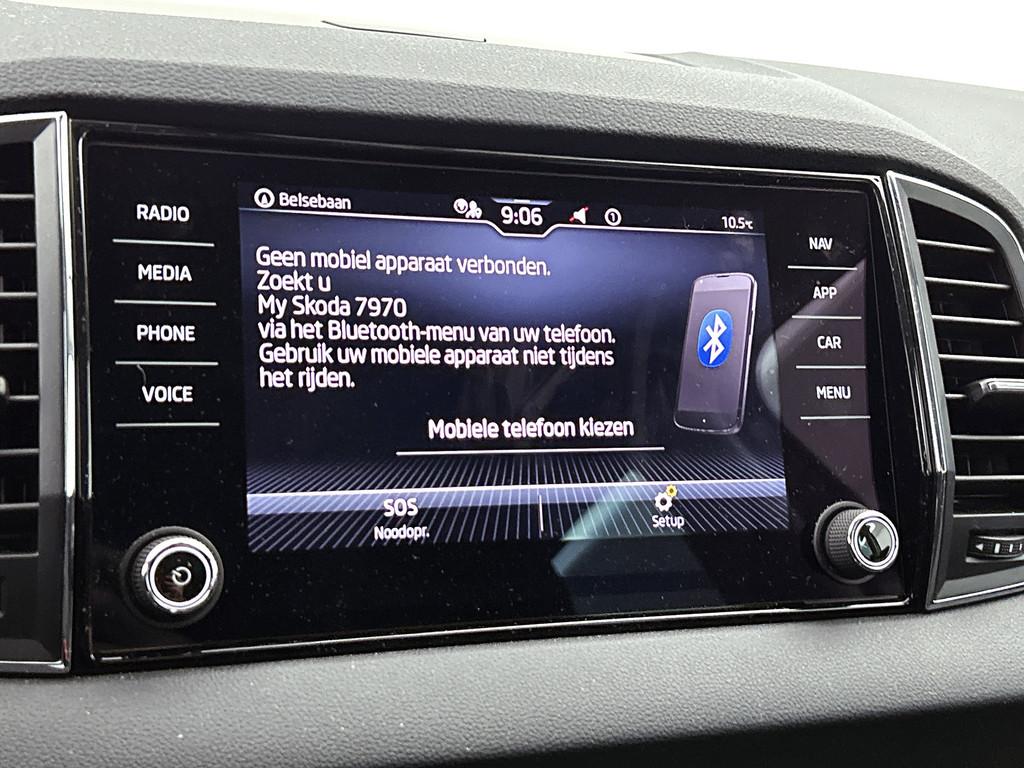 Belsebaan
9:06
1
10.5°C
RADIO
MEDIA
PHONE
VOICE
Geen mobiel apparaat verbonden.
Zoekt u
My Skoda 7970
via het Bluetooth-menu van uw telefoon.
Gebruik uw mobiele apparaat niet tijdens
het rijden.
Mobiele telefoon kiezen
SOS
Noodopr.
Setup
NAV
APP
CAR
MENU